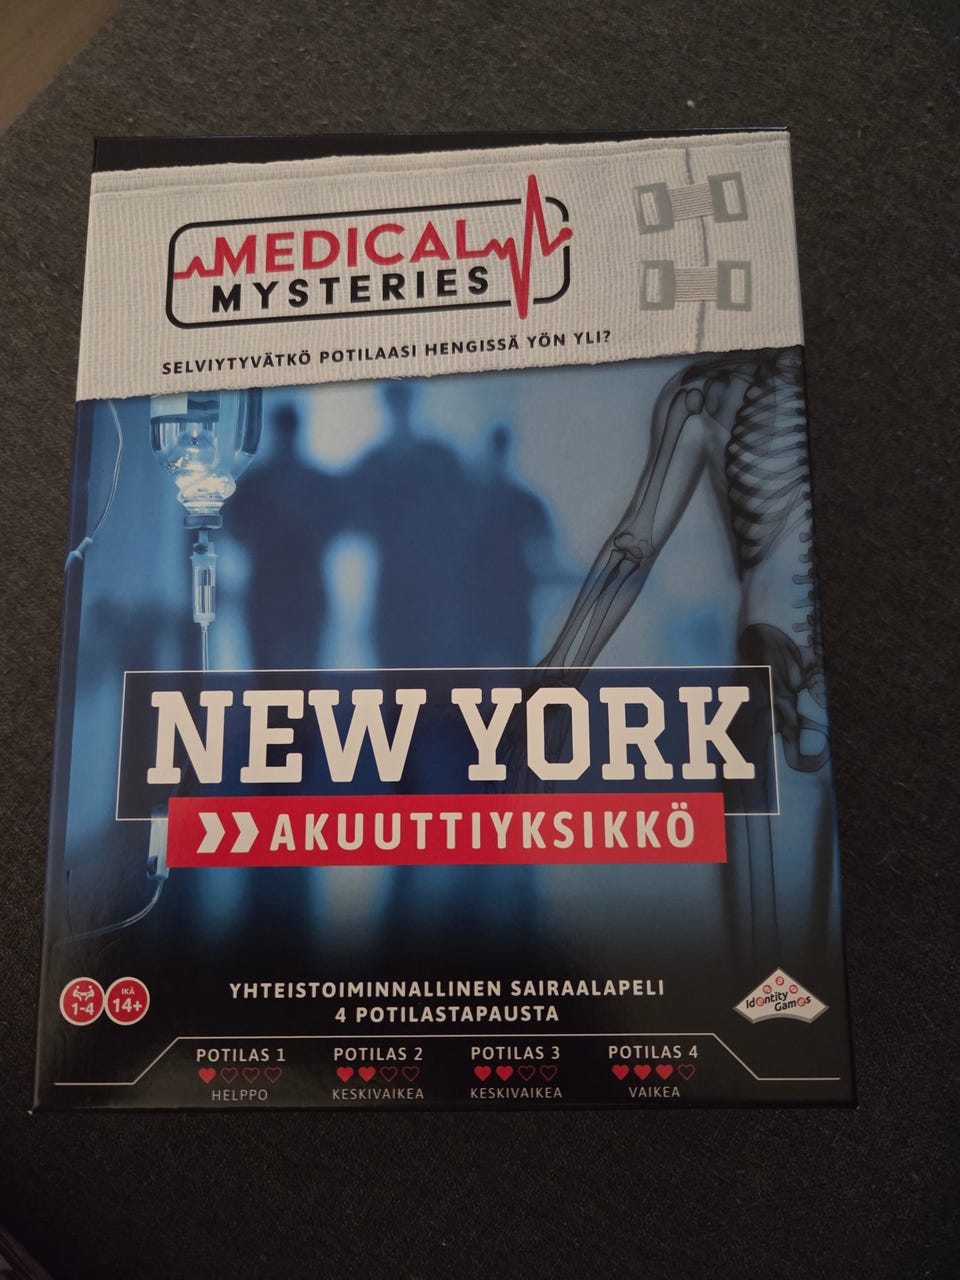 MEDICAL
MYSTERIES
SELVIYTYVÄTKÖ POTILAASI HENGISSÄ YÖN YLI?
NEW YORK
AKUUTTIYKSIKKÖ
1-4
IKÄ
14+
YHTEISTOIMINNALLINEN SAIRAALAPELI
4 POTILASTAPAUSTA
Identity
Games
POTILAS 1
HELPPO
POTILAS 2
KESKIVAIKEA
POTILAS 3
KESKIVAIKEA
POTILAS 4
VAIKEA